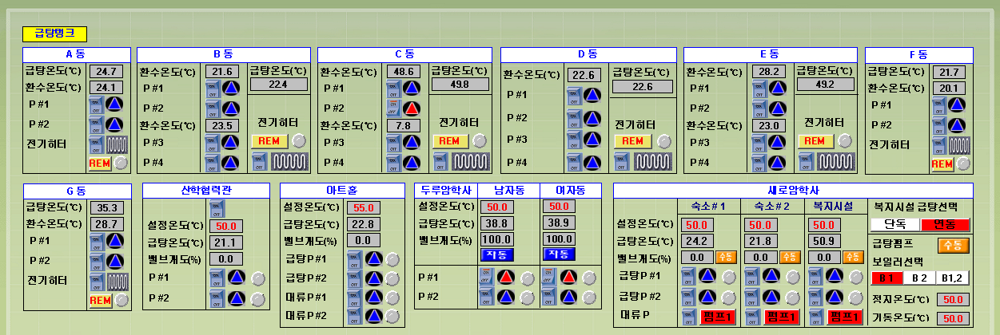 급탕탱크
A 동
급탕온도(℃) 24.7
환수온도(℃) 24.1
P #1
P #2
전기히터
REM
B 동
환수온도(℃) 21.6
P #1
P #2
환수온도(℃) 23.5
P #3
P #4
급탕온도(℃)
22.4
전기히터
REM
C 동
환수온도(℃) 48.6
P #1
P #2
환수온도(℃) 7.8
P #3
P #4
급탕온도(℃)
49.8
전기히터
REM
D 동
환수온도(℃) 22.6
P #1
P #2
P #3
P #4
급탕온도(℃)
22.6
전기히터
REM
E 동
환수온도(℃) 28.2
P #1
P #2
환수온도(℃) 23.0
P #3
P #4
급탕온도(℃)
49.2
전기히터
REM
F 동
급탕온도(℃) 21.7
환수온도(℃) 20.1
P #1
P #2
전기히터
REM
G 동
급탕온도(℃) 35.3
환수온도(℃) 28.7
P #1
P #2
전기히터
REM
산학협력관
설정온도(℃) 50.0
급탕온도(℃) 21.1
밸브개도(%) 0.0
P #1
P #2
아트홀
설정온도(℃) 55.0
급탕온도(℃) 22.8
밸브개도(%) 0.0
급탕P#1
급탕P#2
대류P#1
대류P#2
두루암학사 남자동 여자동
설정온도(℃) 50.0 50.0
급탕온도(℃) 38.8 38.9
밸브개도(%) 100.0 100.0
자동 자동
P #1
P #2
새로암학사
숙소#1 숙소#2 복지시설
설정온도(℃) 50.0 50.0 50.0
급탕온도(℃) 24.2 21.8 50.9
밸브개도(%) 0.0 수동 0.0 수동 0.0 수동
급탕P#1
급탕P#2
대류P 펌프1 펌프1 펌프1
복지시설 급탕선택
단독 연동
급탕펌프 수동
보일러선택
B1 B2 B1,2
정지온도(℃) 50.0
기동온도(℃) 50.0